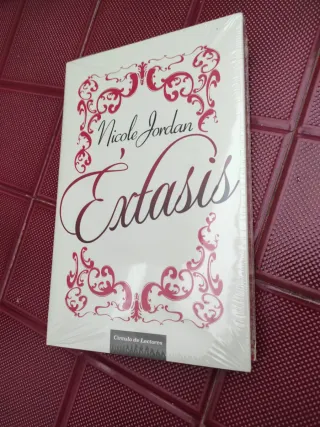 Nicole Jordan
Éxtasis
Círculo de Lectores